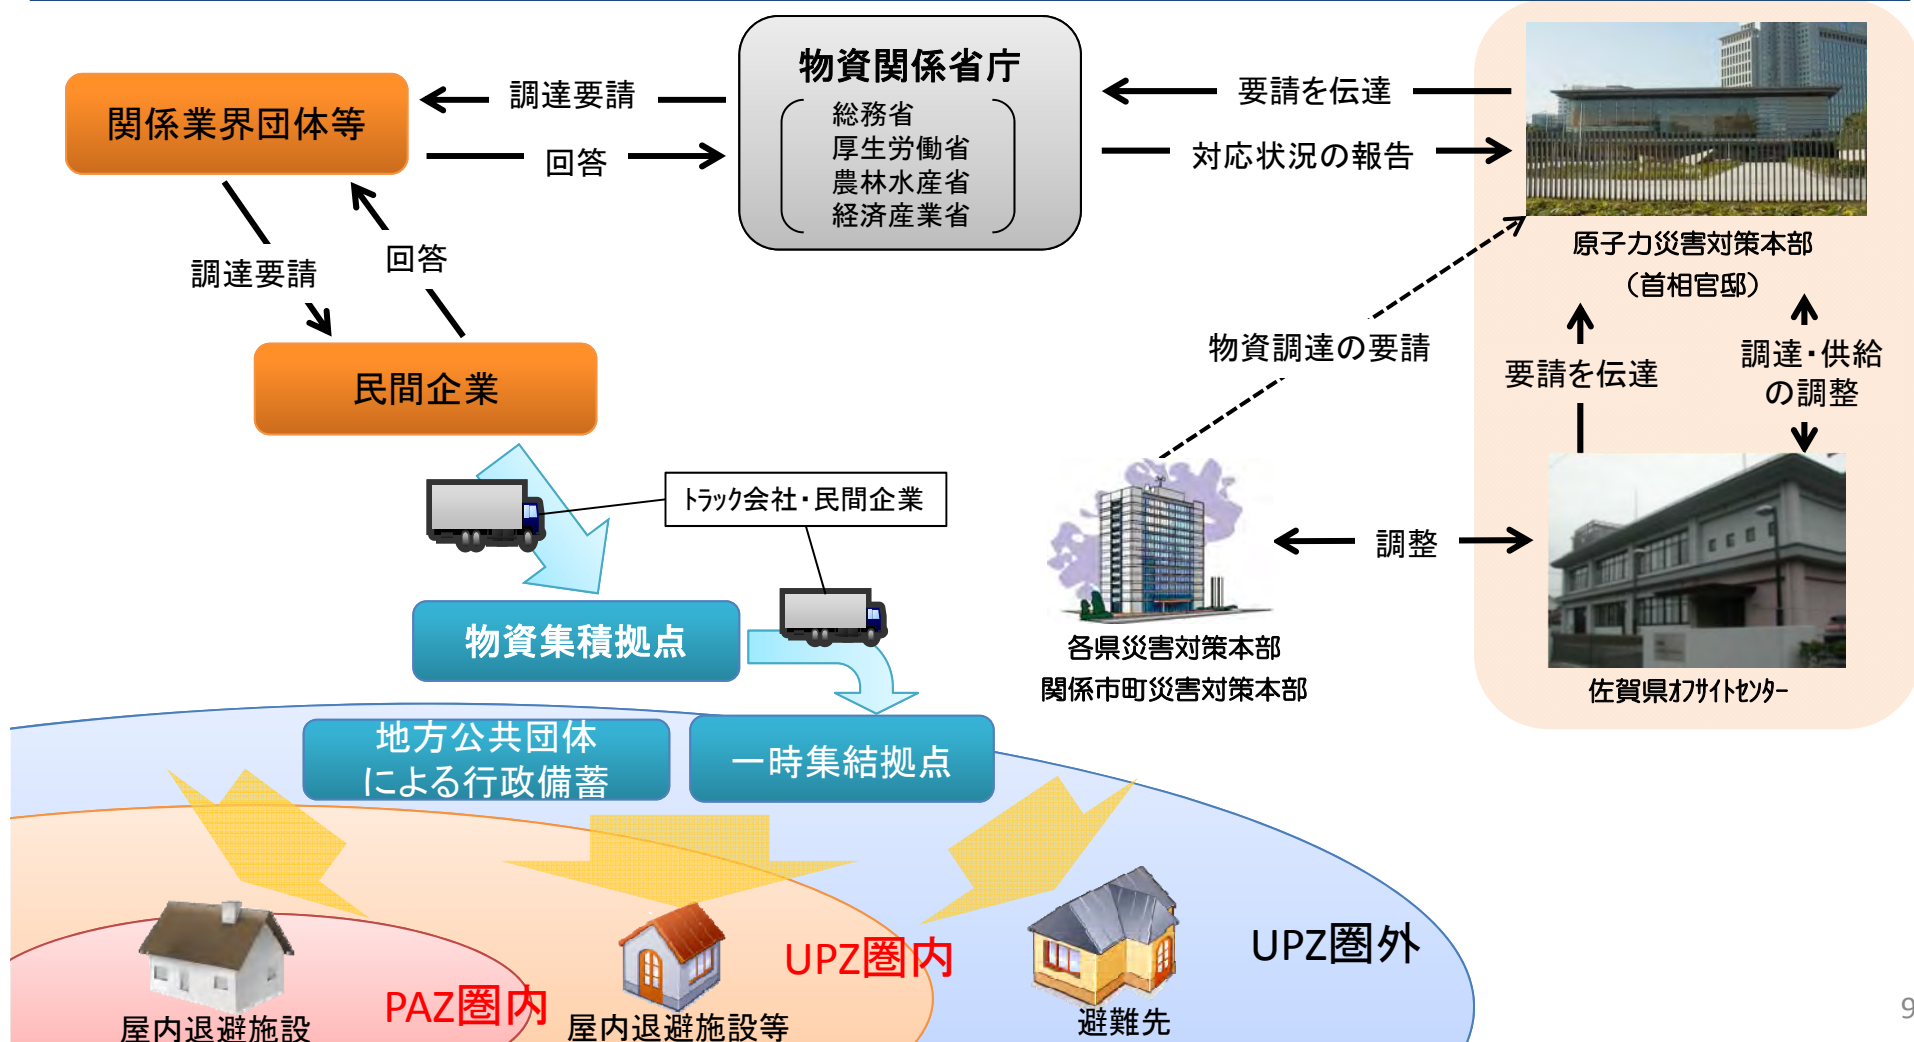 物資関係省庁
総務省
厚生労働省
農林水産省
経済産業省
関係業界団体等
調達要請
回答
要請を伝達
対応状況の報告
原子力災害対策本部
（首相官邸）
調達要請
回答
民間企業
物資調達の要請
要請を伝達
調達・供給
の調整
トラック会社・民間企業
調整
物資集積拠点
各県災害対策本部
関係市町災害対策本部
佐賀県オフサイトセンター
地方公共団体
による行政備蓄
一時集結拠点
UPZ圏内
UPZ圏外
PAZ圏内
屋内退避施設
屋内退避施設等
避難先
9